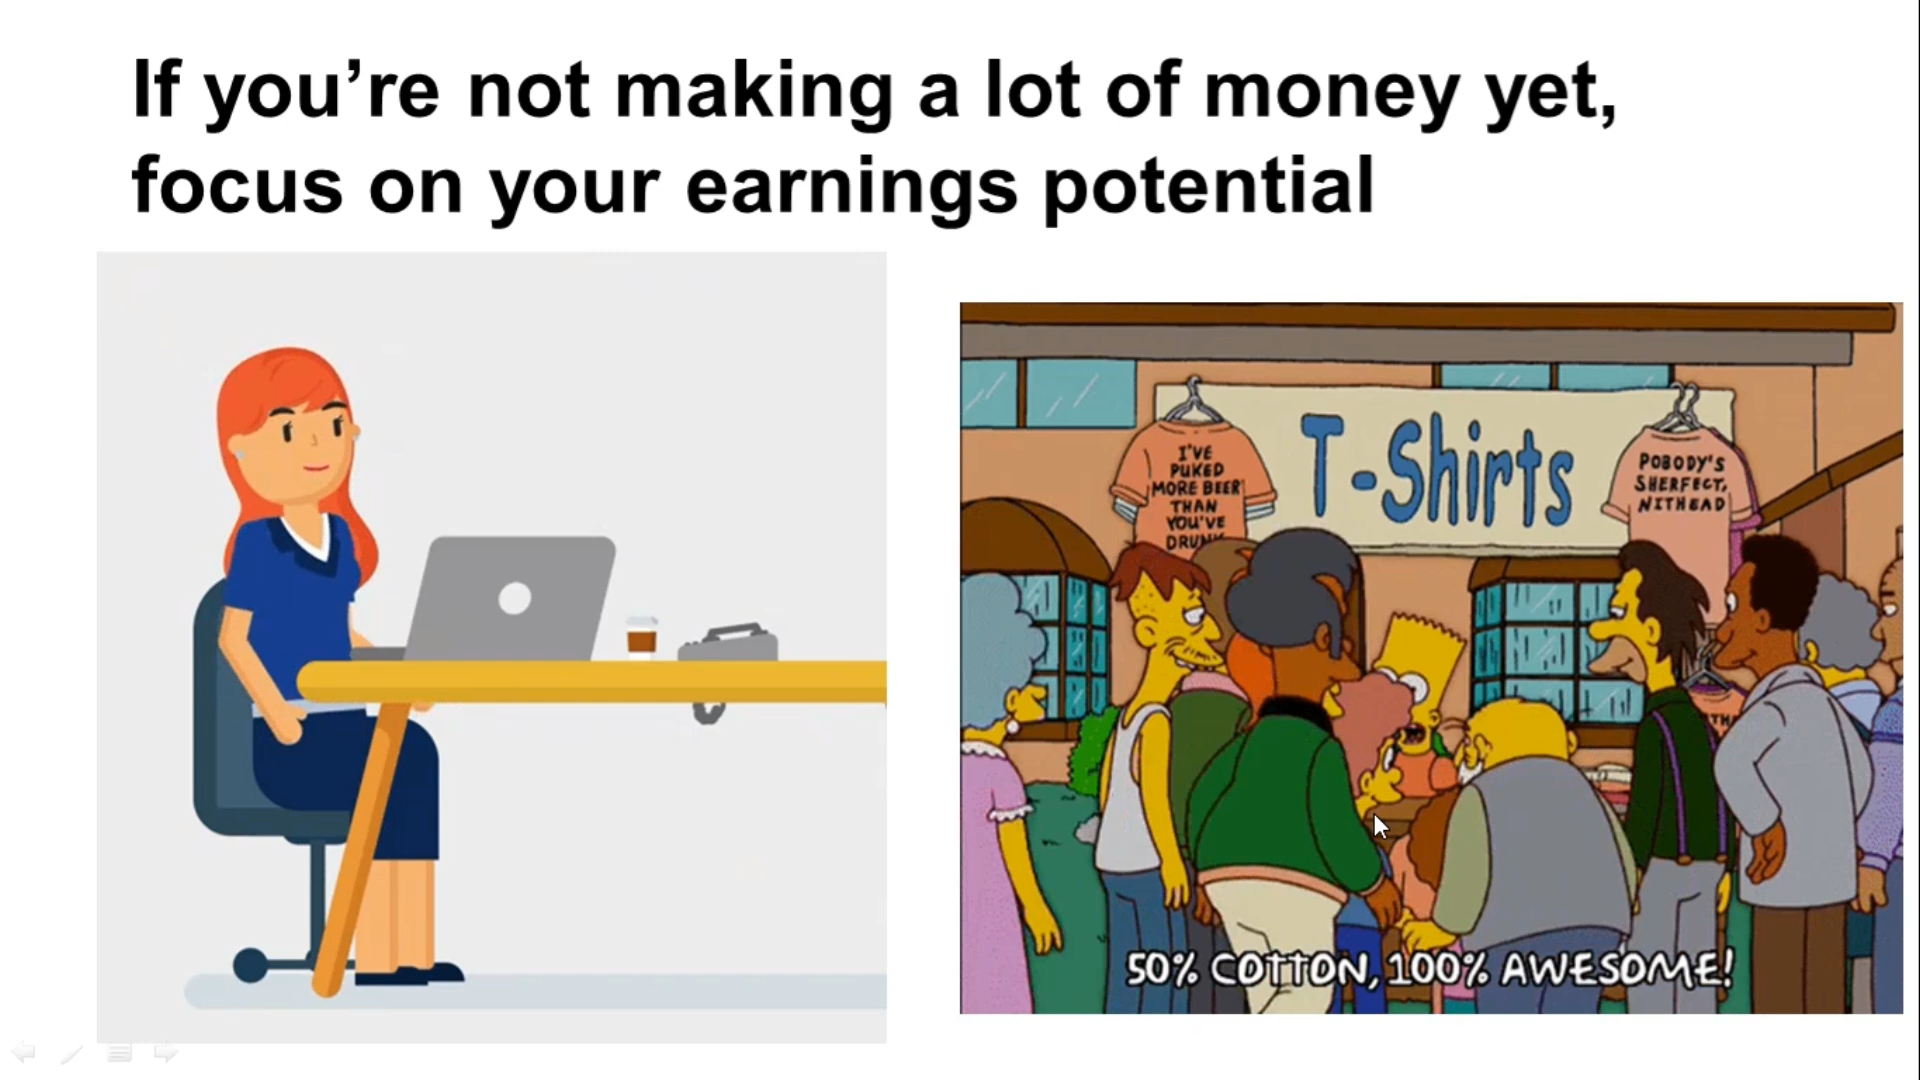 If you’re not making a lot of money yet,
focus on your earnings potential
T-Shirts
I'VE
PUKED
MORE BEER
THAN
YOU'VE
DRUNK
POBODY'S
SHERFECT,
NITHEAD
50% COTTON, 100% AWESOME!